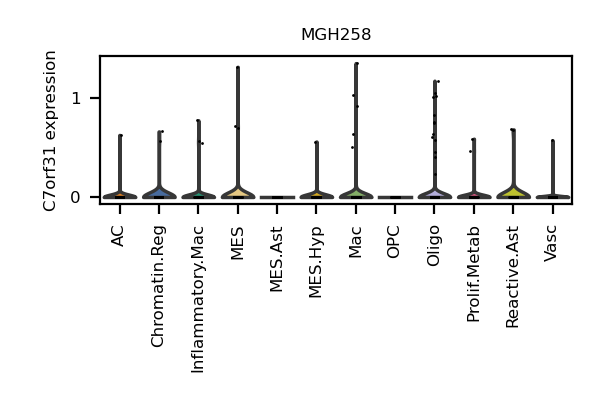 MGH258
C7orf31 expression
1
0
AC
Chromatin.Reg
Inflammatory.Mac
MES
MES.Ast
MES.Hyp
Mac
OPC
Oligo
Prolif.Metab
Reactive.Ast
Vasc